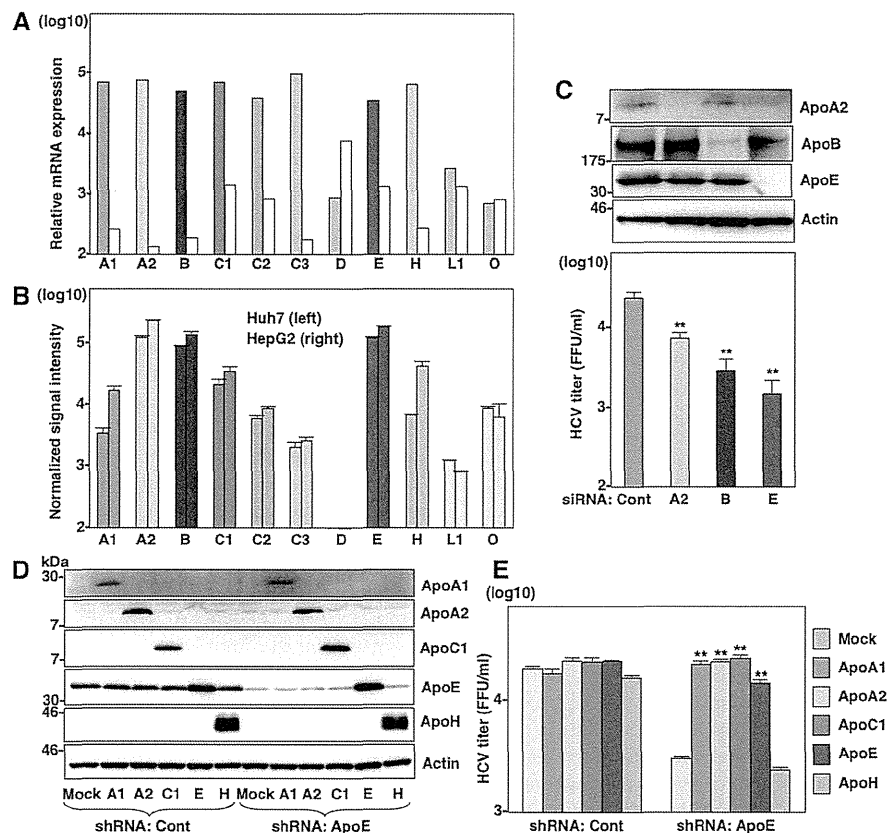 A
(log10)
Relative mRNA expression
5
4
3
2
A1 A2 B C1 C2 C3 D E H L1 O
B
(log10)
Huh7 (left)
HepG2 (right)
Normalized signal intensity
5
4
3
2
A1 A2 B C1 C2 C3 D E H L1 O
C
7
ApoA2
175
ApoB
30
ApoE
46
Actin
(log10)
HCV titer (FFU/ml)
4
3
2
** ** **
siRNA: Cont A2 B E
D
kDa
30
ApoA1
7
ApoA2
7
ApoC1
30
ApoE
46
ApoH
46
Actin
Mock A1 A2 C1 E H Mock A1 A2 C1 E H
shRNA: Cont shRNA: ApoE
E
(log10)
HCV titer (FFU/ml)
4
3
** ** ** **
shRNA: Cont shRNA: ApoE
Mock
ApoA1
ApoA2
ApoC1
ApoE
ApoH